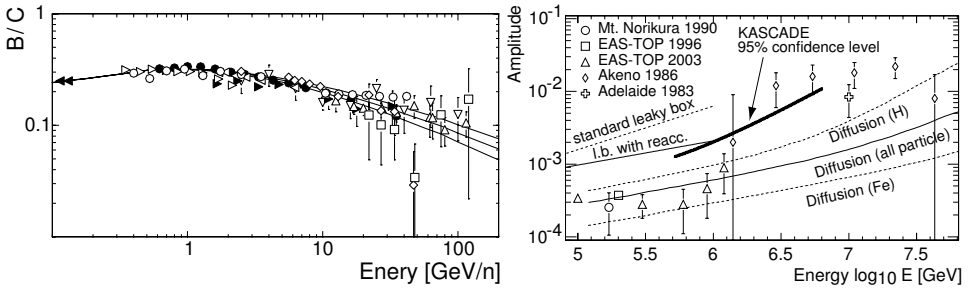 B/ C
1
0.1
1
10
100
Enery [GeV/n]
Amplitude
10-1
10-2
10-3
10-4
Mt. Norikura 1990
EAS-TOP 1996
EAS-TOP 2003
Akeno 1986
Adelaide 1983
KASCADE
95% confidence level
standard leaky box
l.b. with reacc.
Diffusion (H)
Diffusion (all particle)
Diffusion (Fe)
5
5.5
6
6.5
7
7.5
Energy log10 E [GeV]